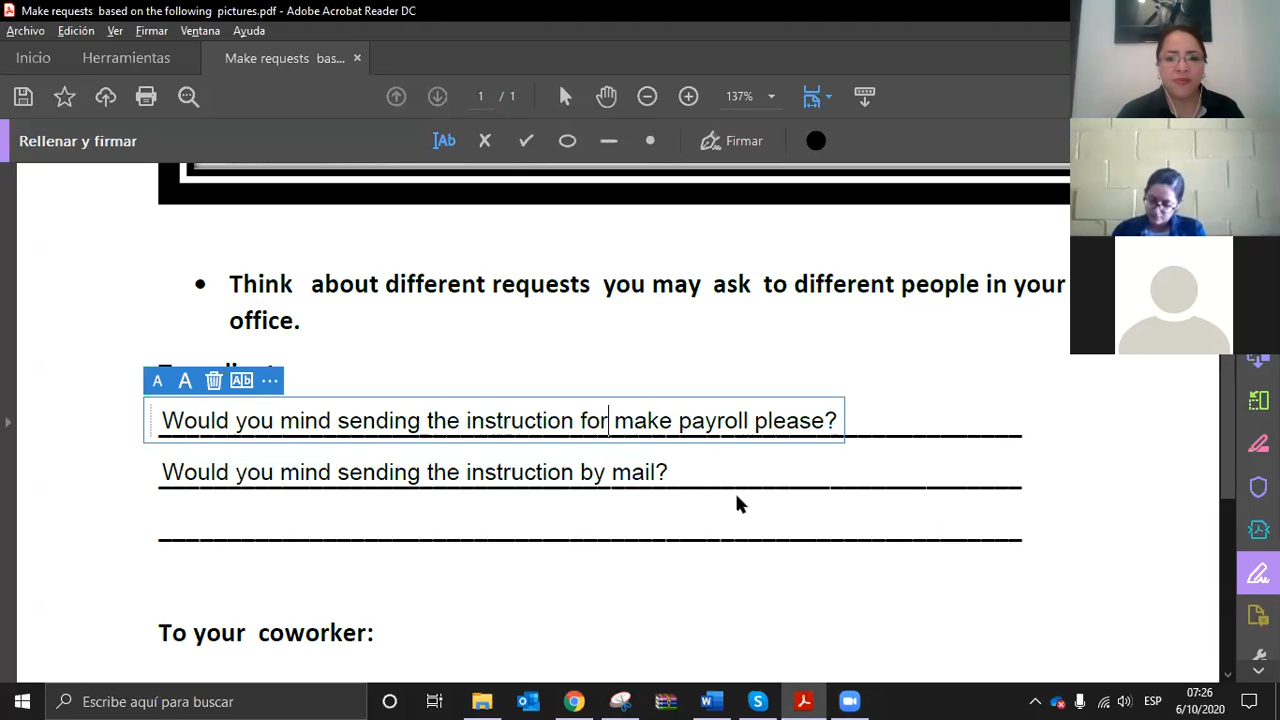 Make requests  based on the following  pictures.pdf - Adobe Acrobat Reader DC
Archivo Edición Ver Firmar Ventana Ayuda
Inicio Herramientas Make requests  bas... ×
1 / 1 137%
Rellenar y firmar Ab Firmar
• Think   about different requests  you may  ask  to different people in your
office.
A A Ab ...
Would you mind sending the instruction for make payroll please?
Would you mind sending the instruction by mail?
To your  coworker:
Escribe aquí para buscar ESP 07:26
6/10/2020